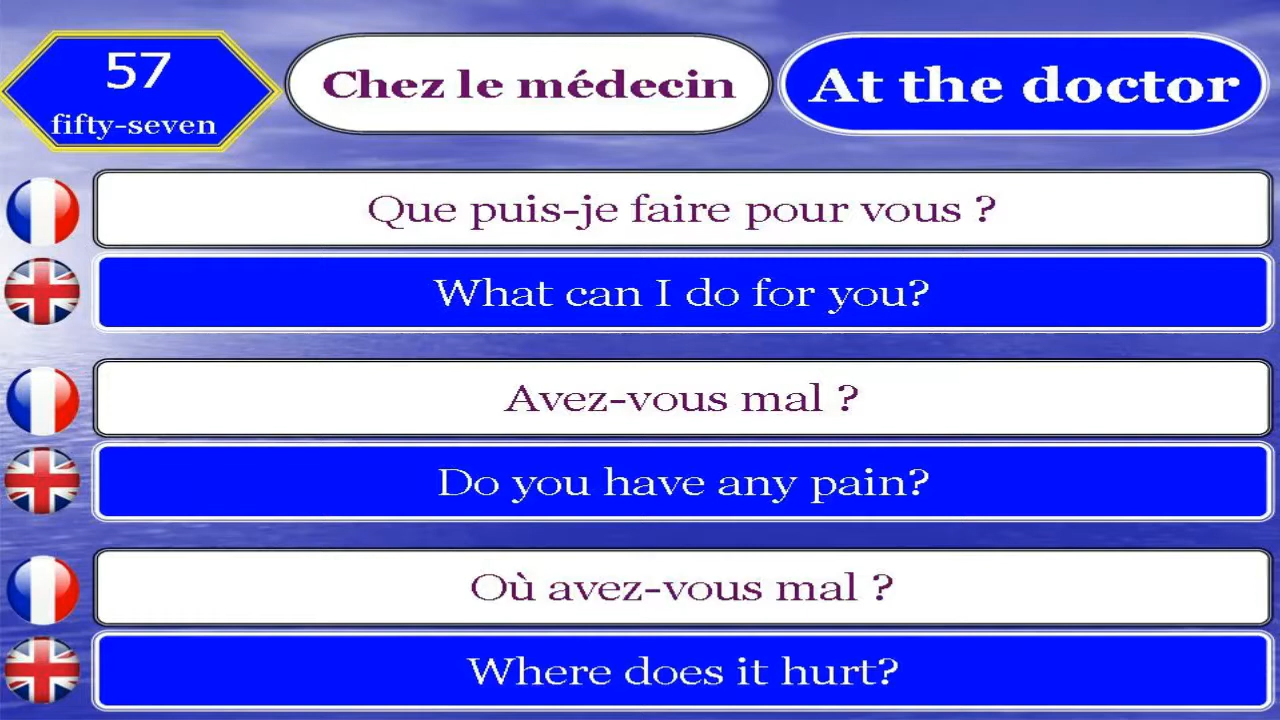 57
fifty-seven
Chez le médecin
At the doctor
Que puis-je faire pour vous ?
What can I do for you?
Avez-vous mal ?
Do you have any pain?
Où avez-vous mal ?
Where does it hurt?